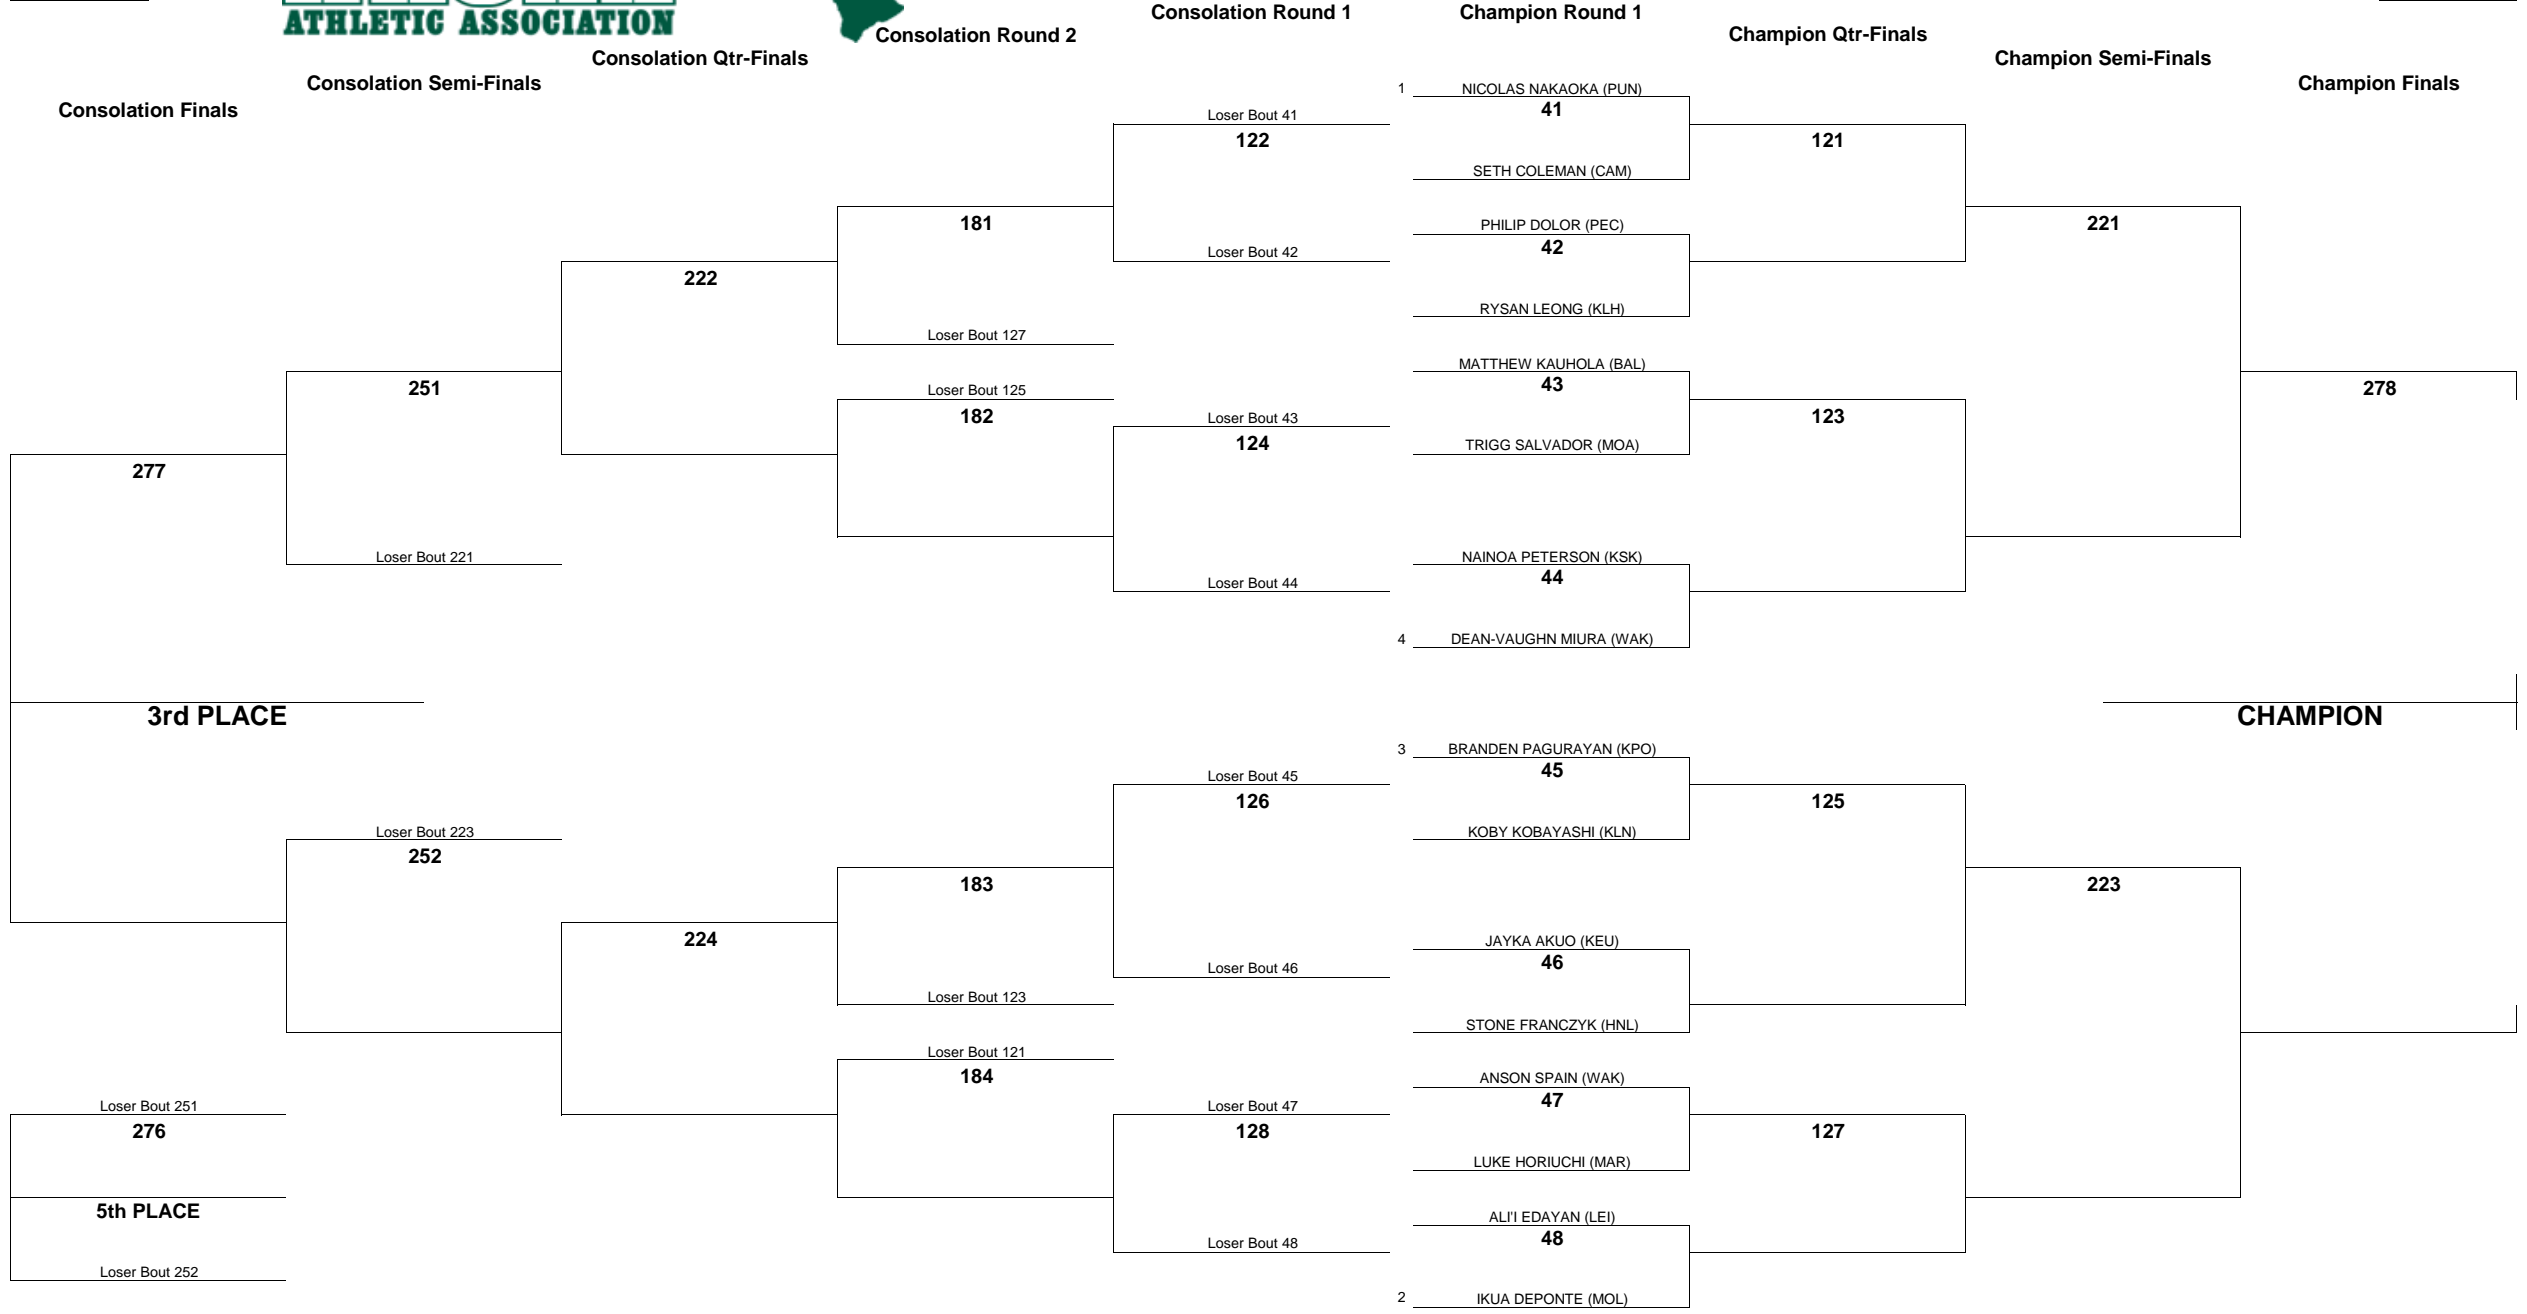 ATHLETIC ASSOCIATION
Consolation Round 1
Champion Round 1
Consolation Round 2
Champion Qtr-Finals
Consolation Qtr-Finals
Champion Semi-Finals
Consolation Semi-Finals
Champion Finals
Consolation Finals
1 NICOLAS NAKAOKA (PUN)
41
Loser Bout 41
122
121
SETH COLEMAN (CAM)
181
PHILIP DOLOR (PEC)
221
42
Loser Bout 42
222
RYSAN LEONG (KLH)
Loser Bout 127
MATTHEW KAUHOLA (BAL)
251
Loser Bout 125
43
278
182
Loser Bout 43
123
124
TRIGG SALVADOR (MOA)
277
Loser Bout 221
NAINOA PETERSON (KSK)
44
Loser Bout 44
4 DEAN-VAUGHN MIURA (WAK)
3rd PLACE
CHAMPION
3 BRANDEN PAGURAYAN (KPO)
45
Loser Bout 45
126
125
Loser Bout 223
KOBY KOBAYASHI (KLN)
252
183
223
224
JAYKA AKUO (KEU)
46
Loser Bout 46
Loser Bout 123
STONE FRANCZYK (HNL)
Loser Bout 121
184
ANSON SPAIN (WAK)
Loser Bout 251
Loser Bout 47
47
276
128
127
LUKE HORIUCHI (MAR)
5th PLACE
ALI'I EDAYAN (LEI)
48
Loser Bout 48
Loser Bout 252
2 IKUA DEPONTE (MOL)